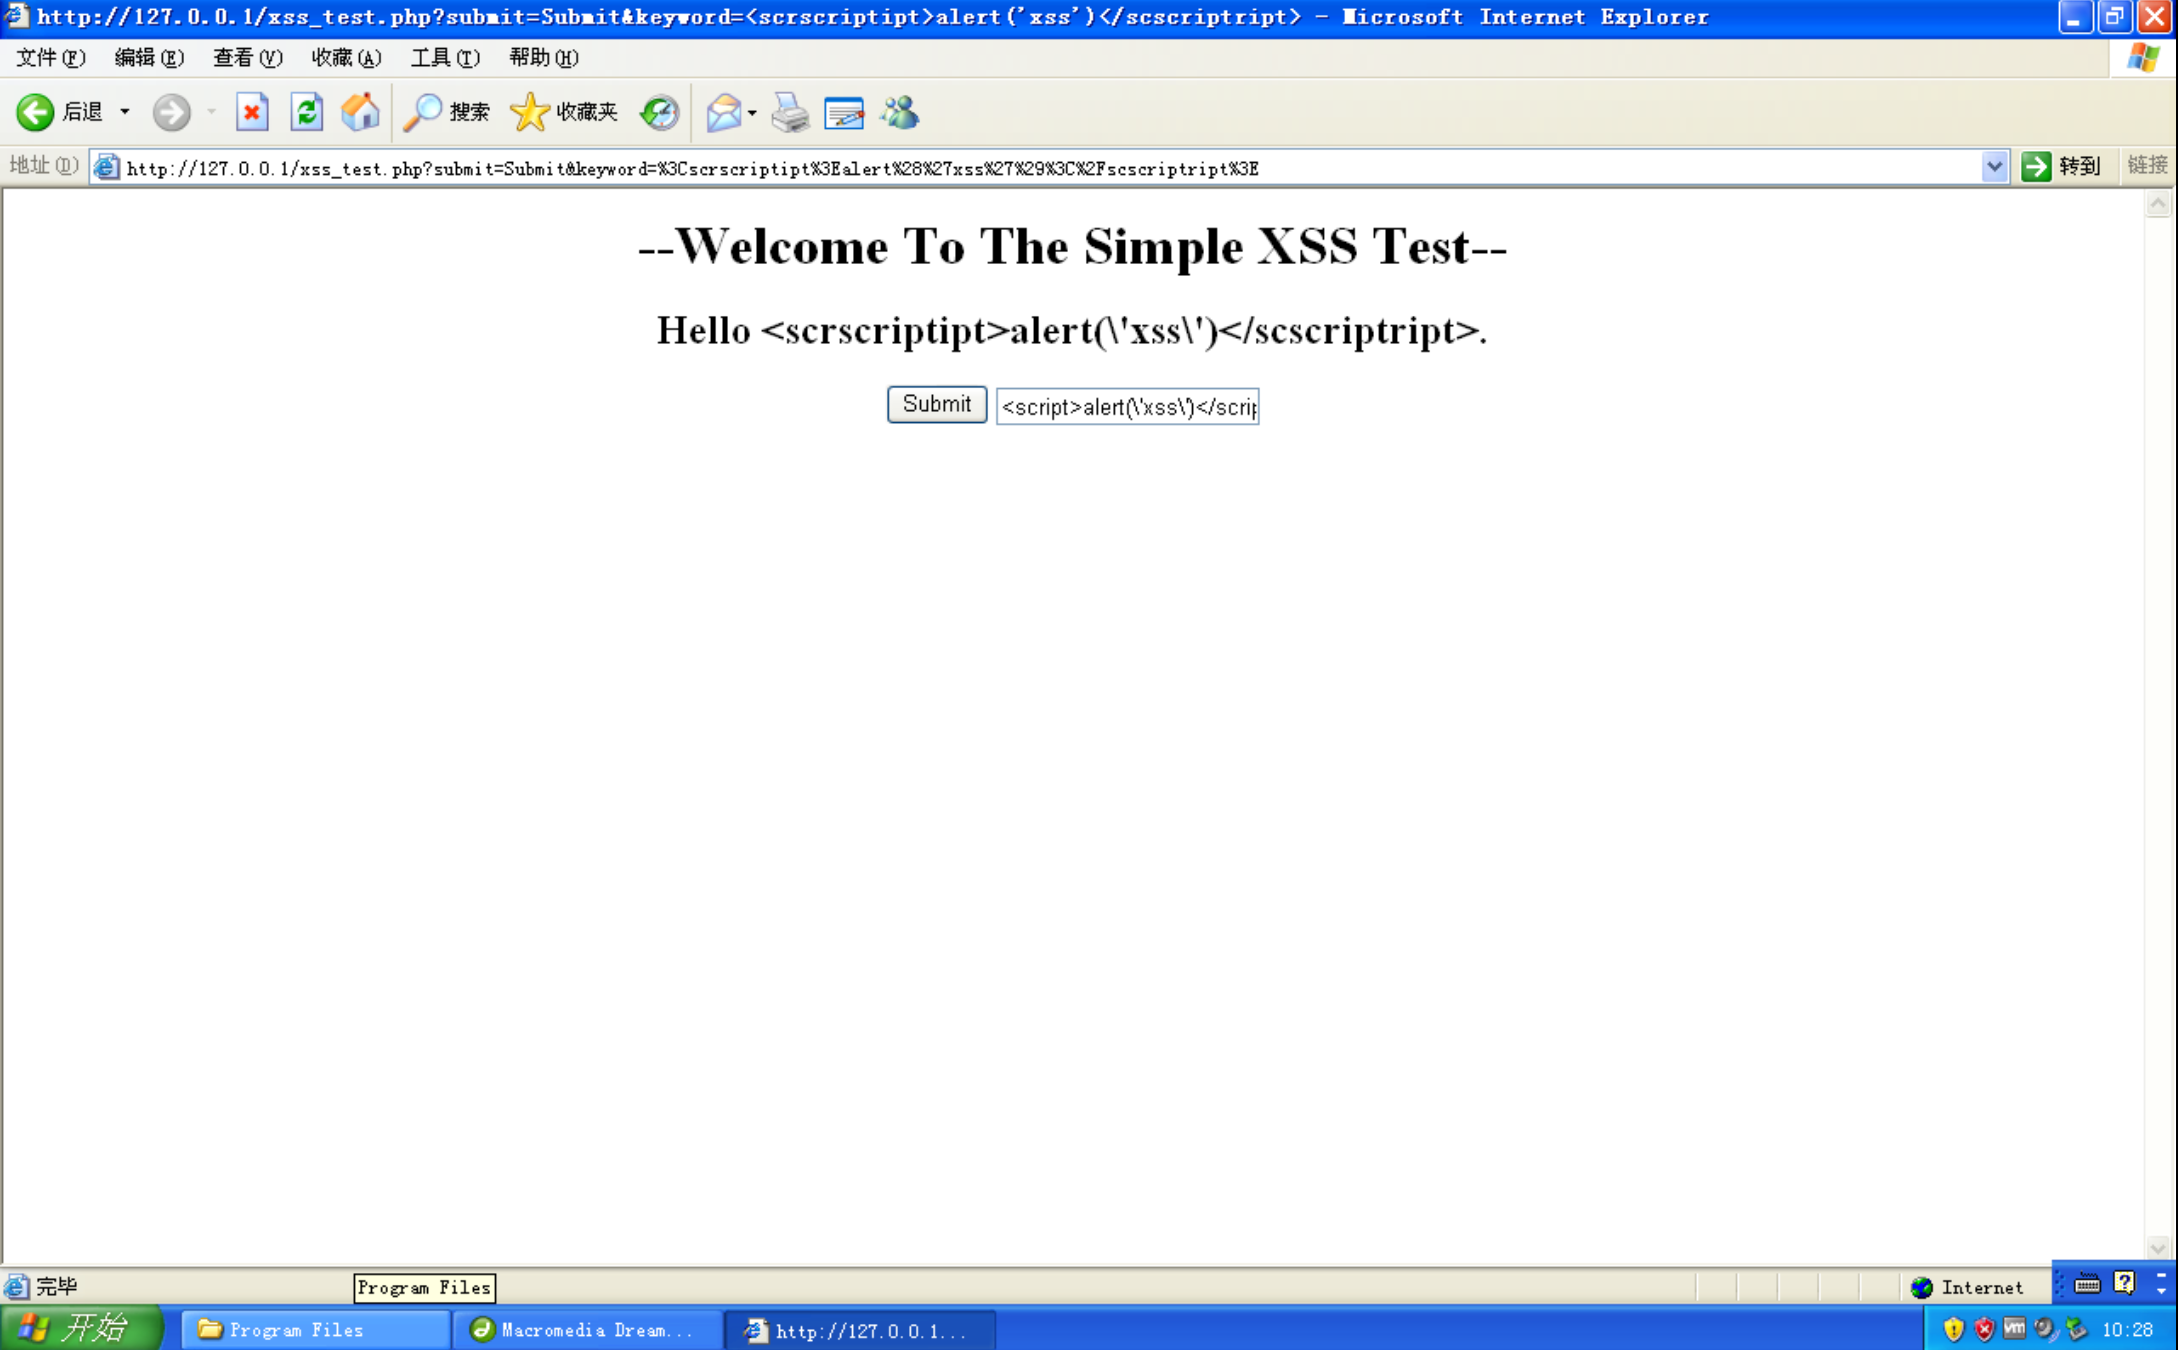 http://127.0.0.1/xss_test.php?submit=Submit&keyword=<scrscriptipt>alert('xss')</scscriptript> - Microsoft Internet Explorer
文件(F) 编辑(E) 查看(V) 收藏(A) 工具(T) 帮助(H)
后退 搜索 收藏夹
地址(D) http://127.0.0.1/xss_test.php?submit=Submit&keyword=%3Cscrscriptipt%3Ealert%28%27xss%27%29%3C%2Fscscriptript%3E 转到 链接
--Welcome To The Simple XSS Test--
Hello <scrscriptipt>alert(\'xss\')</scscriptript>.
Submit <script>alert(\'xss\')</scrip
完毕 Program Files Internet
开始 Program Files Macromedia Dream... http://127.0.0.1... vm 10:28